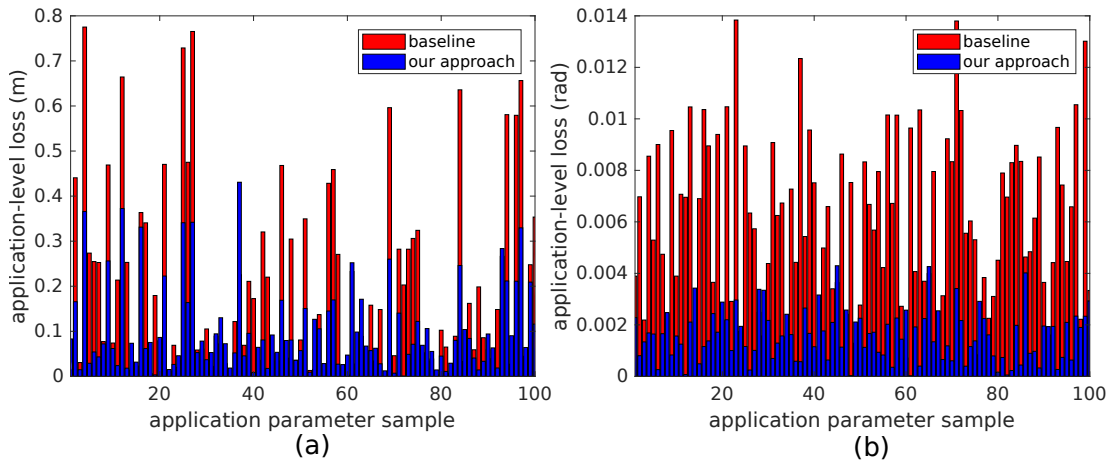 application-level loss (m)
0.8
0.7
0.6
0.5
0.4
0.3
0.2
0.1
0
baseline
our approach
20
40
60
80
100
application parameter sample
(a)
application-level loss (rad)
0.014
0.012
0.01
0.008
0.006
0.004
0.002
0
baseline
our approach
20
40
60
80
100
application parameter sample
(b)